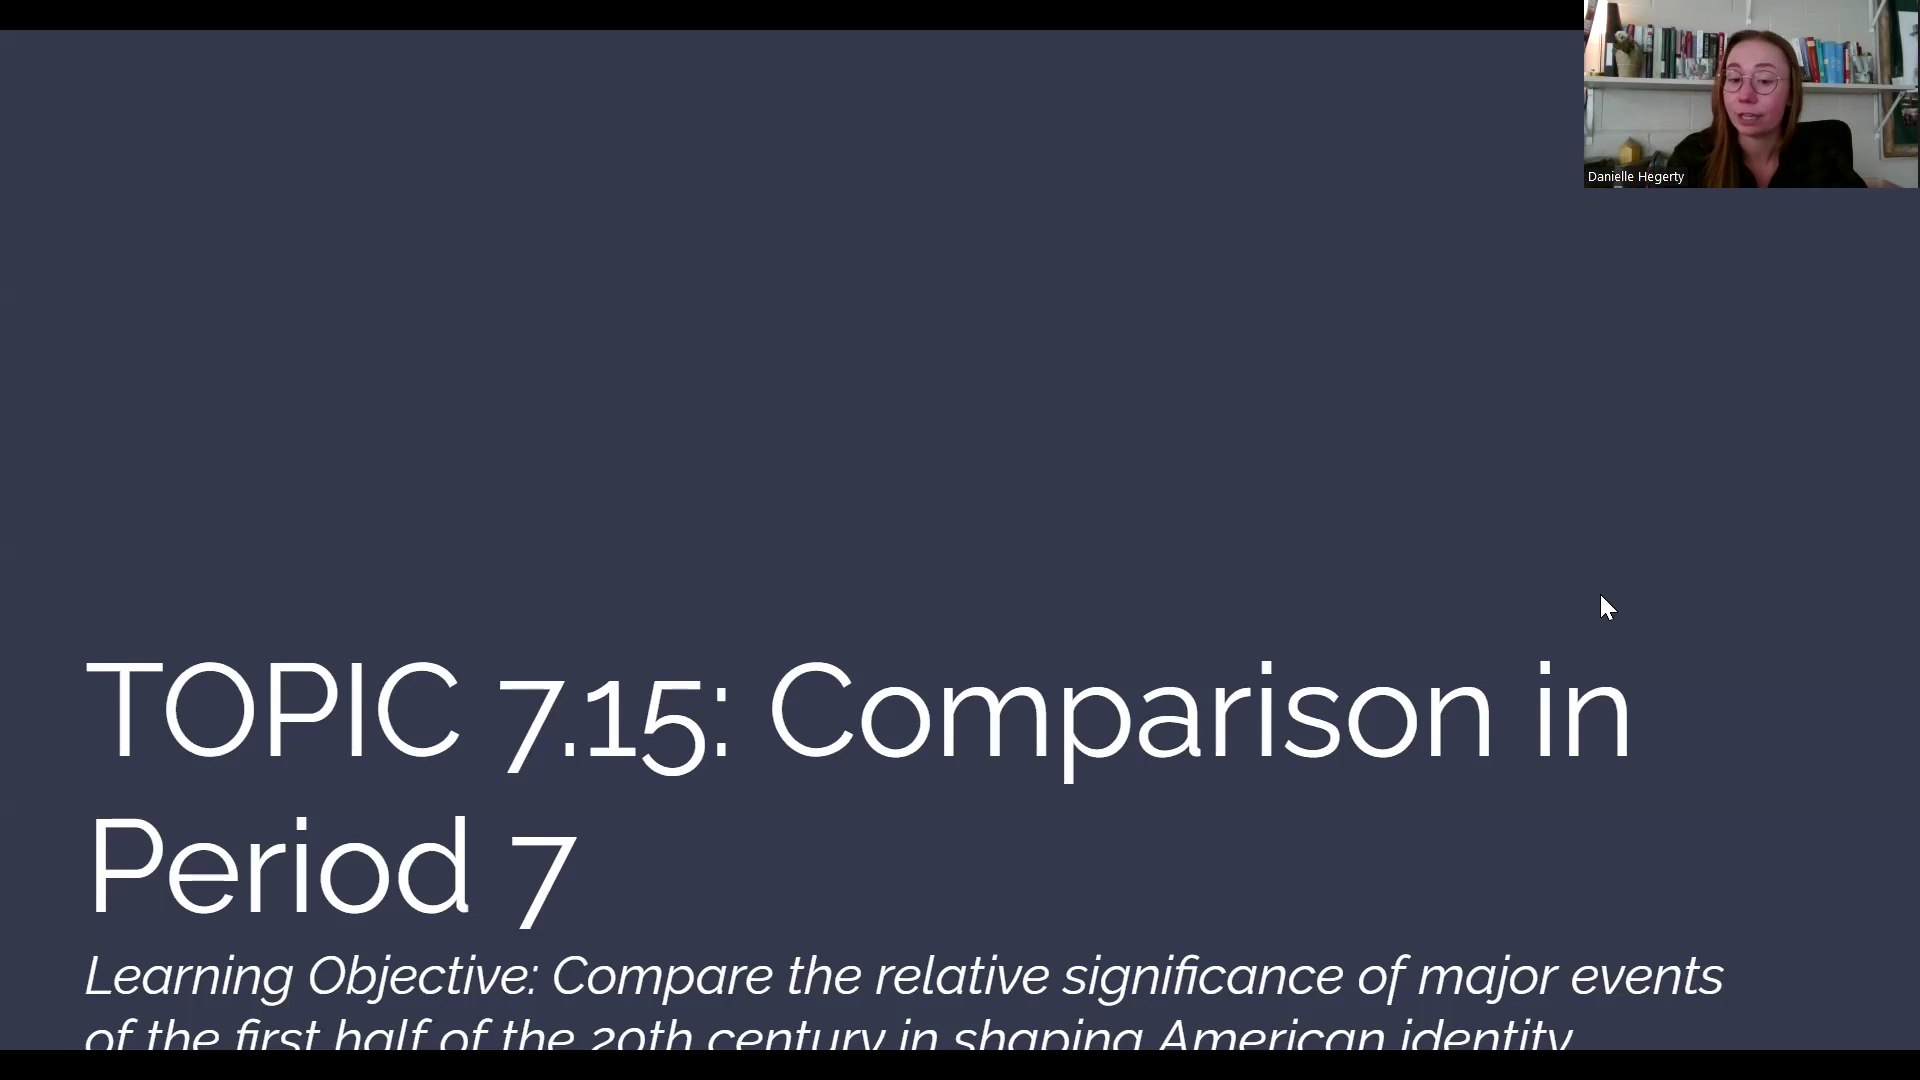 Danielle Hegerty
TOPIC 7.15: Comparison in
Period 7
Learning Objective: Compare the relative significance of major events
of the first half of the 20th century in shaping American identity